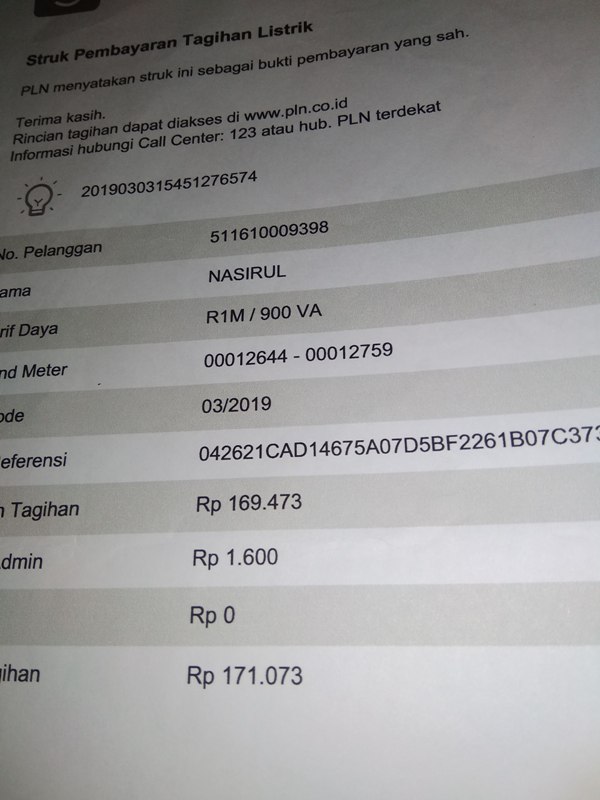 Struk Pembayaran Tagihan Listrik
PLN menyatakan struk ini sebagai bukti pembayaran yang sah.
Terima kasih.
Rincian tagihan dapat diakses di www.pln.co.id
Informasi hubungi Call Center: 123 atau hub. PLN terdekat
2019030315451276574
No. Pelanggan 511610009398
ama NASIRUL
rif Daya R1M / 900 VA
nd Meter 00012644 - 00012759
ode 03/2019
eferensi 042621CAD14675A07D5BF2261B07C373
n Tagihan Rp 169.473
dmin Rp 1.600
Rp 0
ihan Rp 171.073